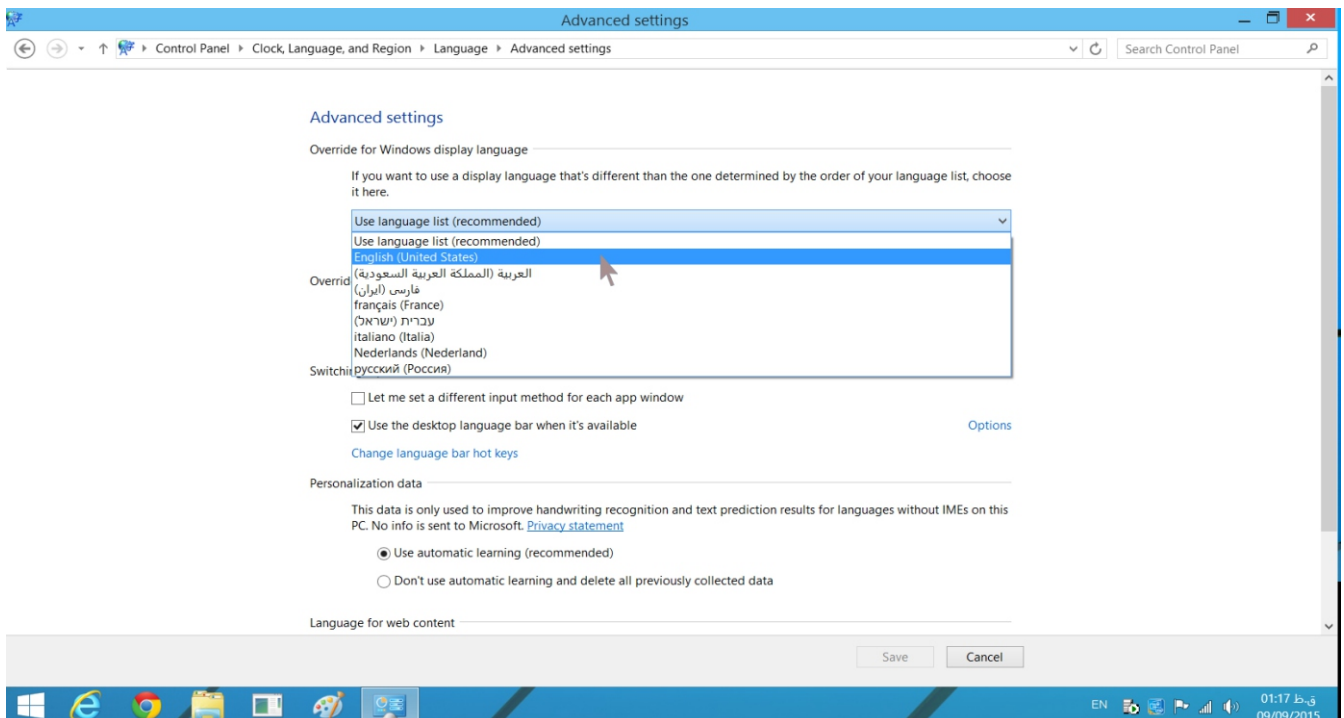 Advanced settings
Control Panel Clock, Language, and Region Language Advanced settings
Search Control Panel
Advanced settings
Override for Windows display language
If you want to use a display language that's different than the one determined by the order of your language list, choose
it here.
Use language list (recommended)
Use language list (recommended)
English (United States)
العربية (المملكة العربية السعودية)
فارسی (ایران)
français (France)
עברית (ישראל)
italiano (Italia)
Nederlands (Nederland)
русский (Россия)
Overrid
Switchin
Let me set a different input method for each app window
Use the desktop language bar when it's available
Options
Change language bar hot keys
Personalization data
This data is only used to improve handwriting recognition and text prediction results for languages without IMEs on this
PC. No info is sent to Microsoft. Privacy statement
Use automatic learning (recommended)
Don't use automatic learning and delete all previously collected data
Language for web content
Save
Cancel
EN
01:17 ق.ظ
09/09/2015